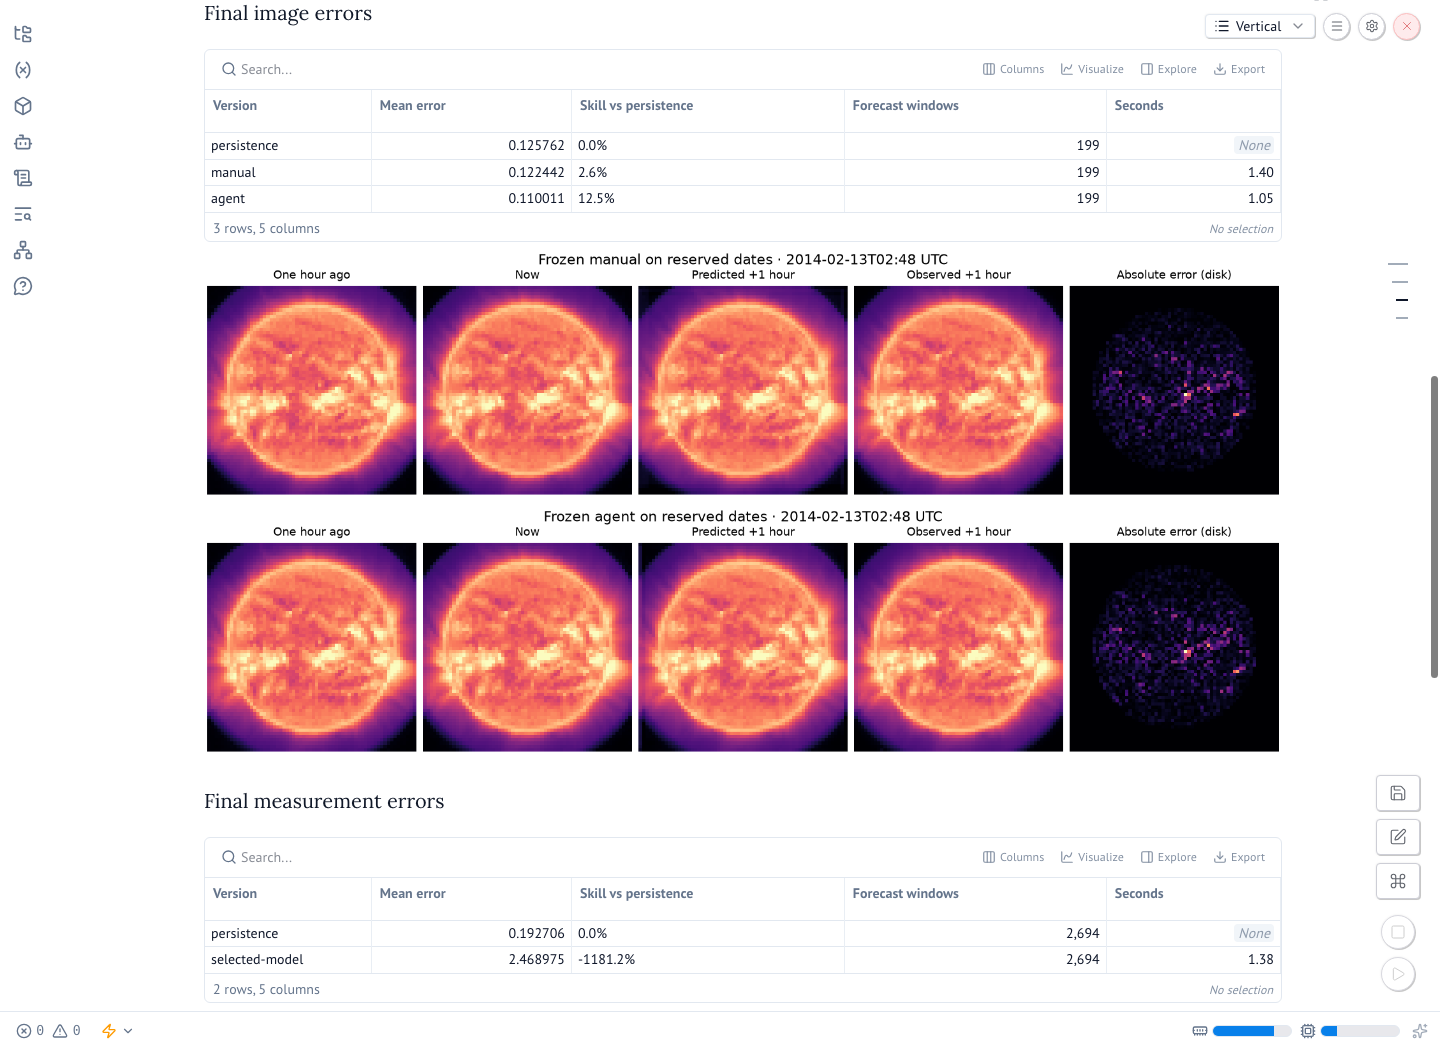 Final image errors
Vertical
Search...
Columns Visualize Explore Export
Version Mean error Skill vs persistence Forecast windows Seconds
persistence 0.125762 0.0% 199 None
manual 0.122442 2.6% 199 1.40
agent 0.110011 12.5% 199 1.05
3 rows, 5 columns No selection
Frozen manual on reserved dates · 2014-02-13T02:48 UTC
One hour ago Now Predicted +1 hour Observed +1 hour Absolute error (disk)
Frozen agent on reserved dates · 2014-02-13T02:48 UTC
One hour ago Now Predicted +1 hour Observed +1 hour Absolute error (disk)
Final measurement errors
Search...
Columns Visualize Explore Export
Version Mean error Skill vs persistence Forecast windows Seconds
persistence 0.192706 0.0% 2,694 None
selected-model 2.468975 -1181.2% 2,694 1.38
2 rows, 5 columns No selection
0 0